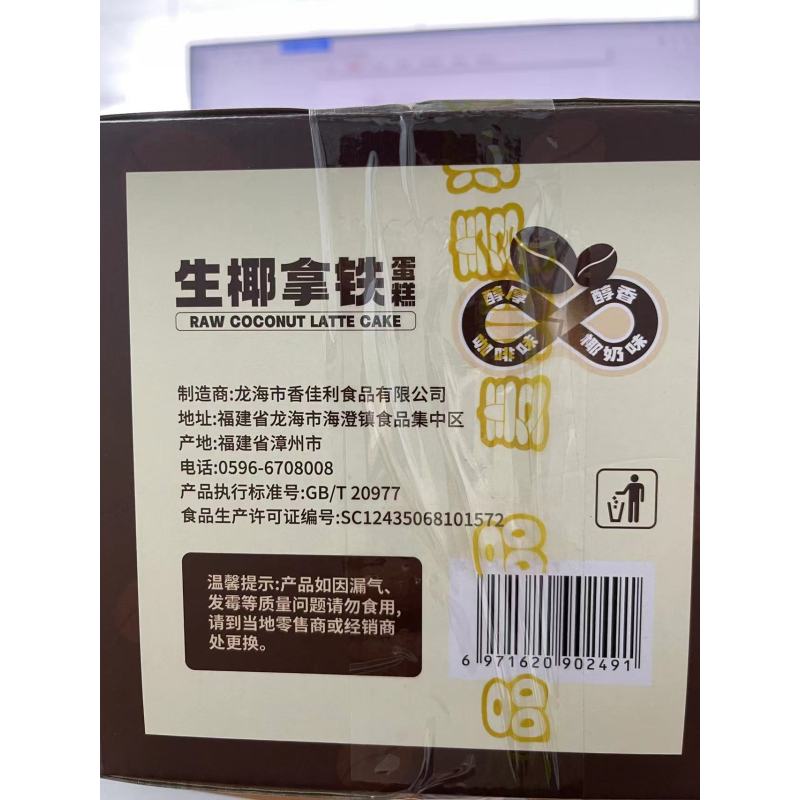 生椰拿铁蛋糕
RAW COCONUT LATTE CAKE
醇厚
咖啡味
醇香
椰奶味
制造商:龙海市香佳利食品有限公司
地址:福建省龙海市海澄镇食品集中区
产地:福建省漳州市
电话:0596-6708008
产品执行标准号:GB/T 20977
食品生产许可证编号:SC12435068101572
温馨提示:产品如因漏气、
发霉等质量问题请勿食用,
请到当地零售商或经销商
处更换。
6 971620 902491